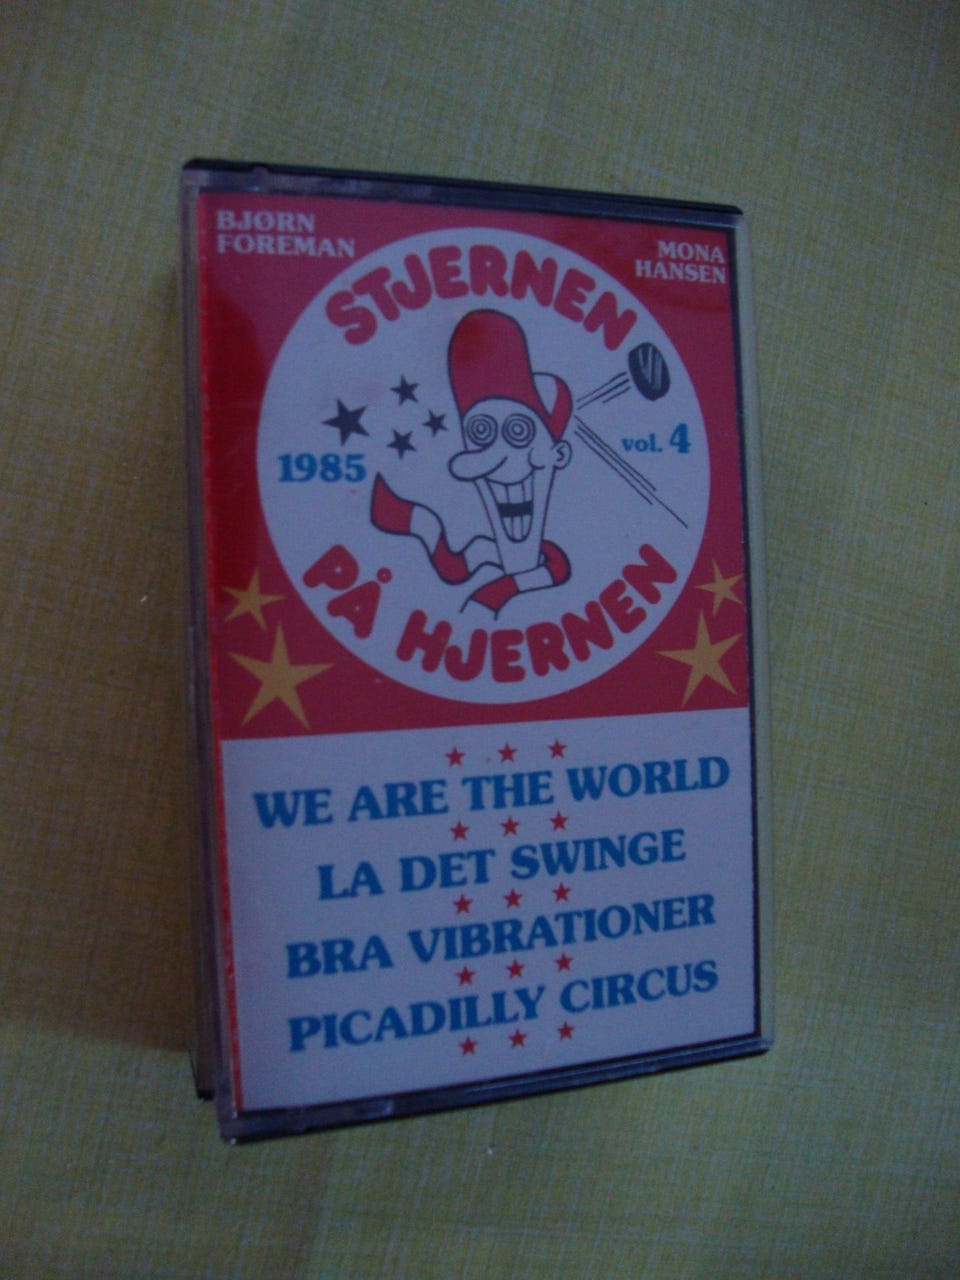 BJØRN
FOREMAN
MONA
HANSEN
STJERNEN
1985
vol. 4
PÅ HJERNEN
WE ARE THE WORLD
LA DET SWINGE
BRA VIBRATIONER
PICADILLY CIRCUS